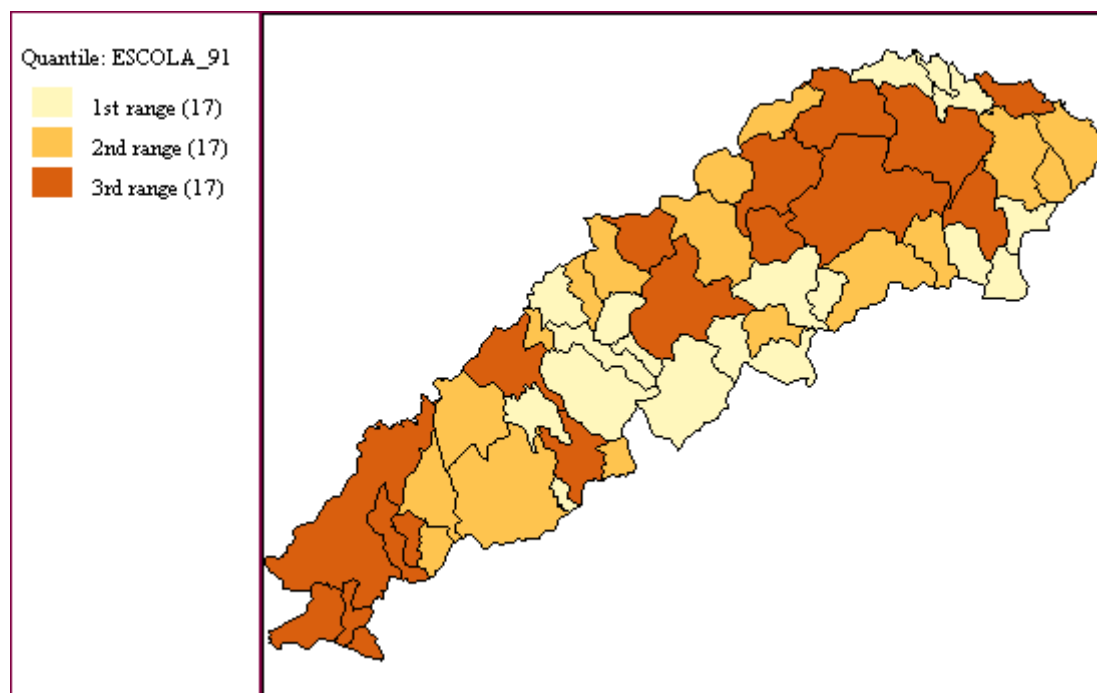 Quantile: ESCOLA_91
1st range (17)
2nd range (17)
3rd range (17)